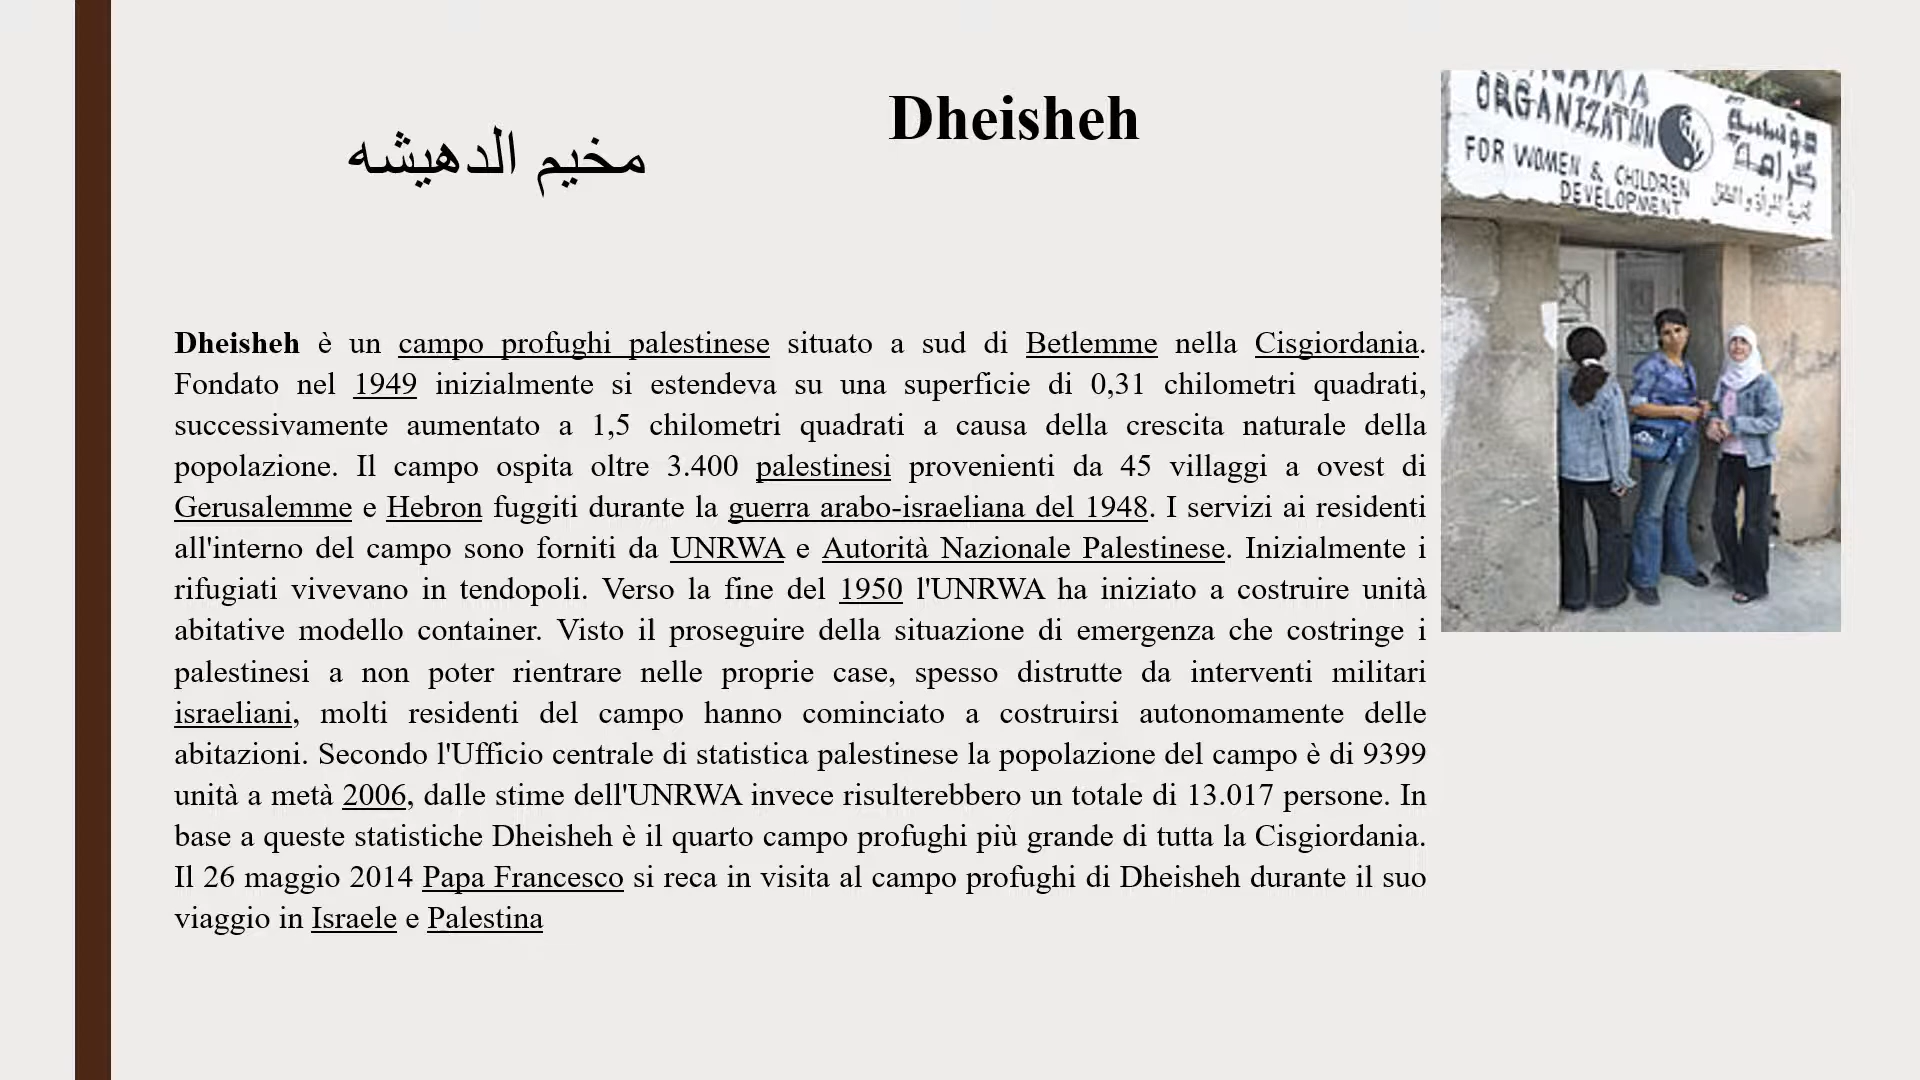 مخيم الدهيشه
Dheisheh
Dheisheh è un campo profughi palestinese situato a sud di Betlemme nella Cisgiordania.
Fondato nel 1949 inizialmente si estendeva su una superficie di 0,31 chilometri quadrati,
successivamente aumentato a 1,5 chilometri quadrati a causa della crescita naturale della
popolazione. Il campo ospita oltre 3.400 palestinesi provenienti da 45 villaggi a ovest di
Gerusalemme e Hebron fuggiti durante la guerra arabo-israeliana del 1948. I servizi ai residenti
all'interno del campo sono forniti da UNRWA e Autorità Nazionale Palestinese. Inizialmente i
rifugiati vivevano in tendopoli. Verso la fine del 1950 l'UNRWA ha iniziato a costruire unità
abitative modello container. Visto il proseguire della situazione di emergenza che costringe i
palestinesi a non poter rientrare nelle proprie case, spesso distrutte da interventi militari
israeliani, molti residenti del campo hanno cominciato a costruirsi autonomamente delle
abitazioni. Secondo l'Ufficio centrale di statistica palestinese la popolazione del campo è di 9399
unità a metà 2006, dalle stime dell'UNRWA invece risulterebbero un totale di 13.017 persone. In
base a queste statistiche Dheisheh è il quarto campo profughi più grande di tutta la Cisgiordania.
Il 26 maggio 2014 Papa Francesco si reca in visita al campo profughi di Dheisheh durante il suo
viaggio in Israele e Palestina
ORGANIZATION
FOR WOMEN & CHILDREN
DEVELOPMENT
مؤسسة
كرامة